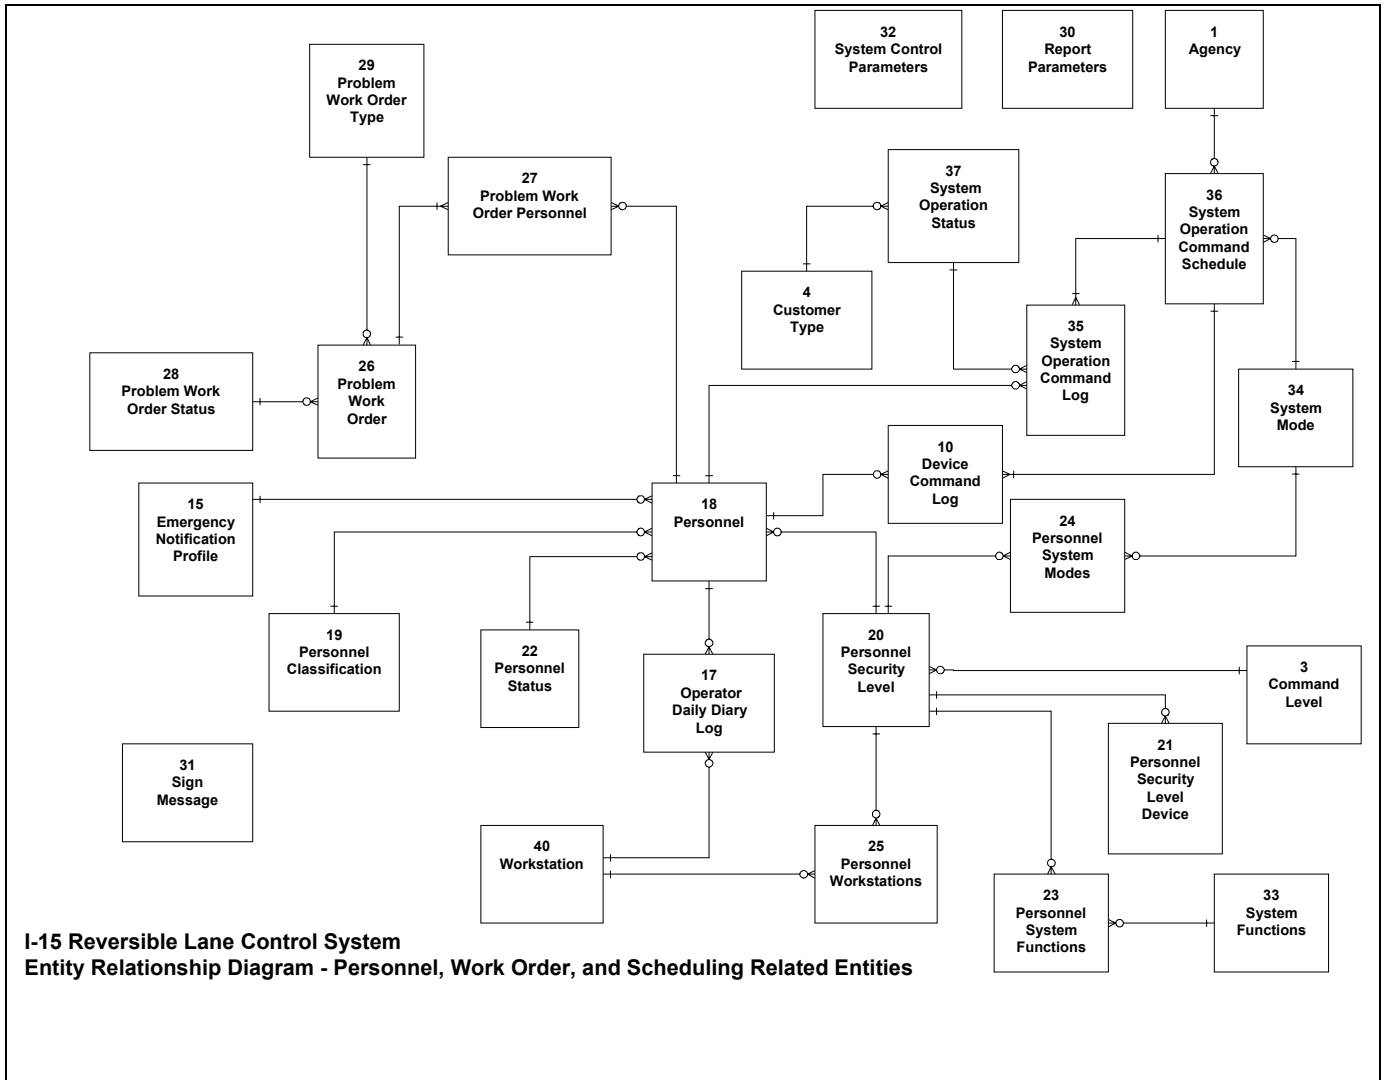 32
System Control
Parameters
30
Report
Parameters
1
Agency
29
Problem
Work Order
Type
27
Problem Work
Order Personnel
37
System
Operation
Status
36
System
Operation
Command
Schedule
4
Customer
Type
35
System
Operation
Command
Log
28
Problem Work
Order Status
26
Problem
Work
Order
34
System
Mode
10
Device
Command
Log
15
Emergency
Notification
Profile
18
Personnel
24
Personnel
System
Modes
19
Personnel
Classification
22
Personnel
Status
17
Operator
Daily Diary
Log
20
Personnel
Security
Level
3
Command
Level
21
Personnel
Security
Level
Device
31
Sign
Message
40
Workstation
25
Personnel
Workstations
23
Personnel
System
Functions
33
System
Functions
I-15 Reversible Lane Control System
Entity Relationship Diagram - Personnel, Work Order, and Scheduling Related Entities